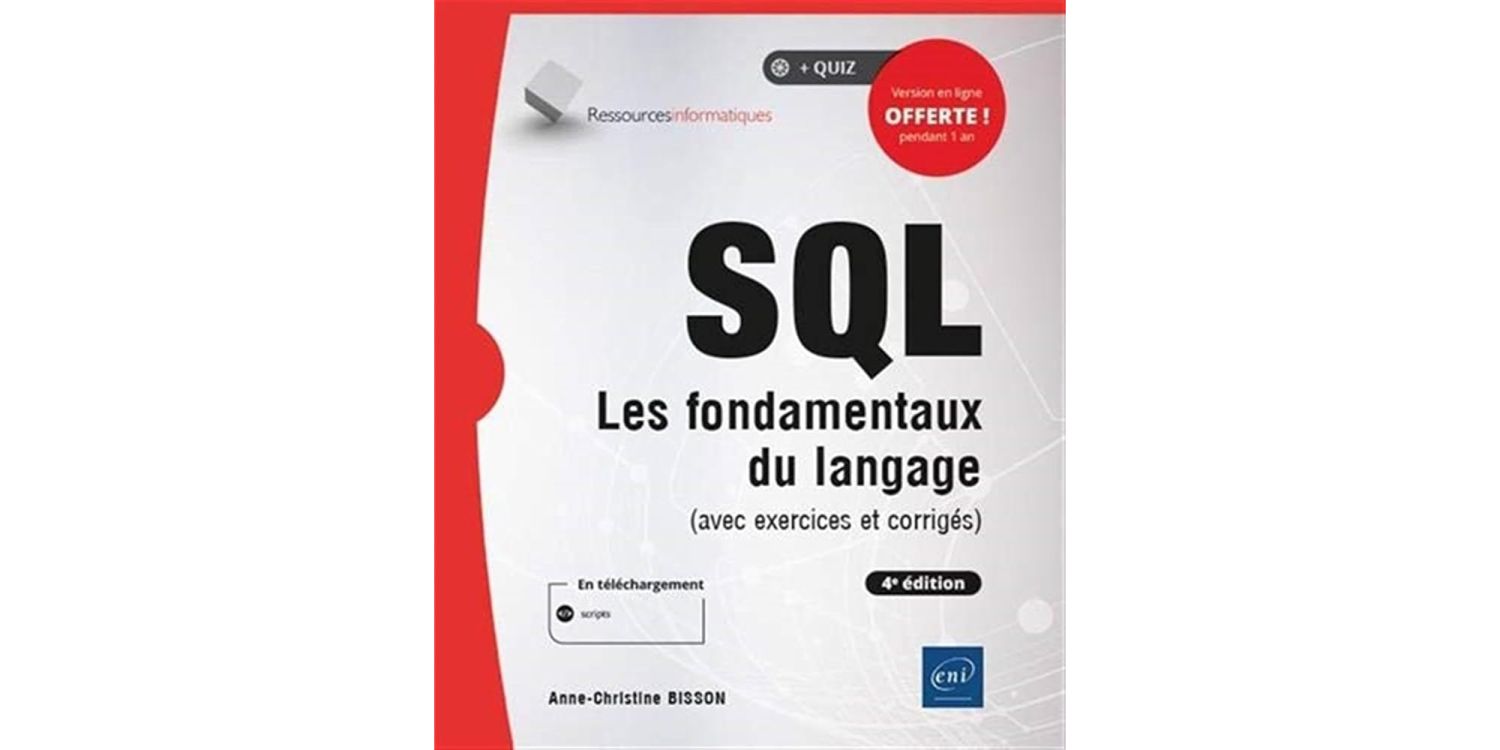 + QUIZ
Version en ligne
OFFERTE !
pendant 1 an
Ressourcesinformatiques
SQL
Les fondamentaux
du langage
(avec exercices et corrigés)
4e édition
En téléchargement
scripts
Anne-Christine BISSON
eni